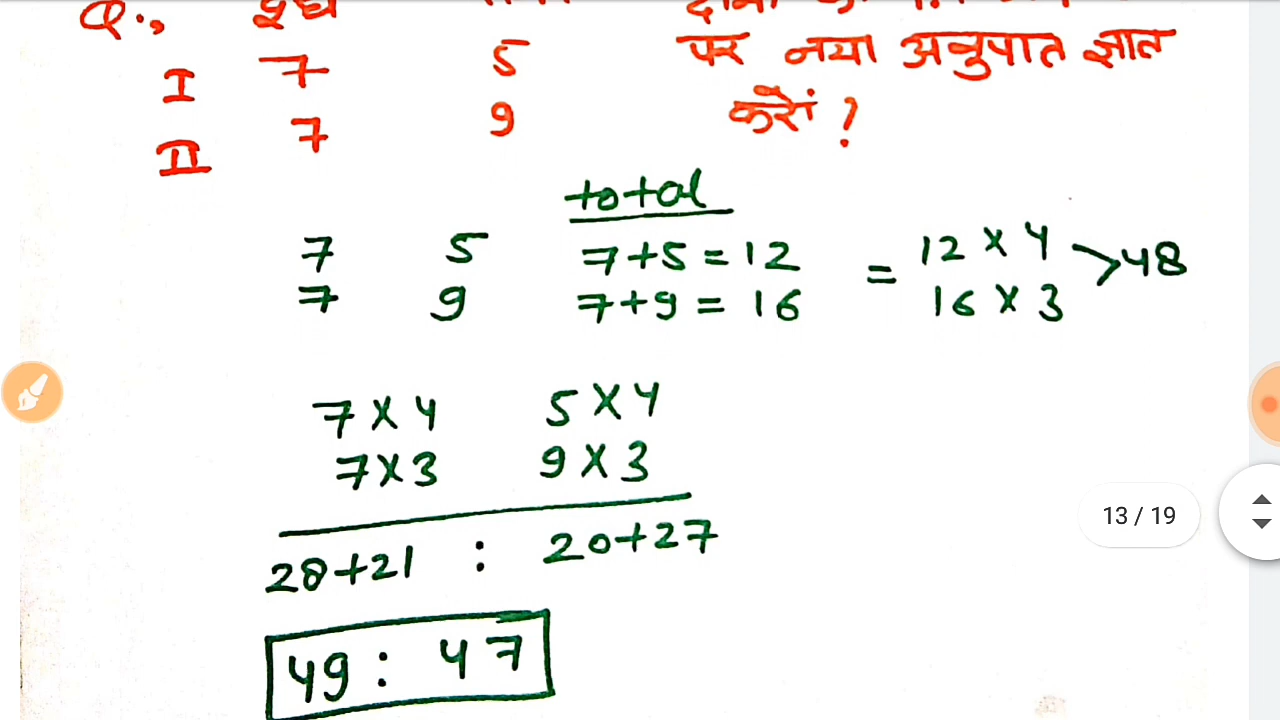 Q.,
I 7 5 पर नया अनुपात ज्ञात
II 7 9 करें ?
total
7 5 7+5=12 = 12 × 4 > 48
7 9 7+9 = 16 16 × 3
7 × 4 5 × 4
7×3 9 × 3
28+21 : 20+27
49 : 47
13 / 19